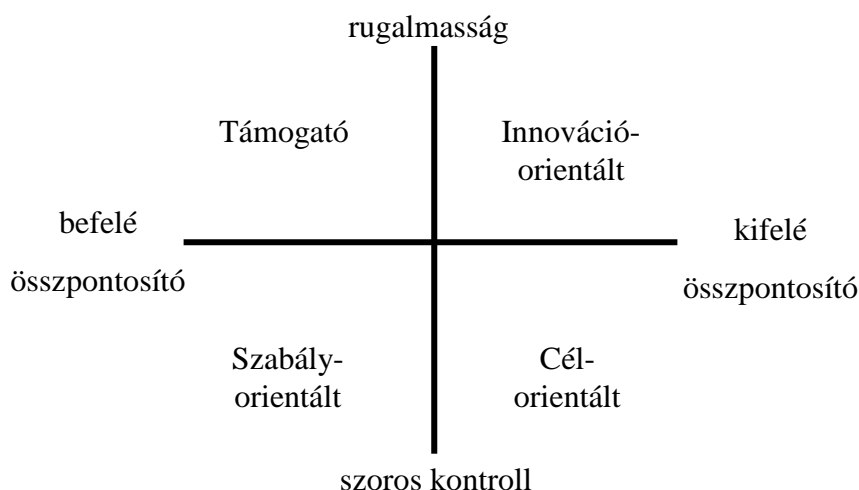 rugalmasság
Támogató
Innováció-
orientált
befelé
összpontosító
kifelé
összpontosító
Szabály-
orientált
Cél-
orientált
szoros kontroll